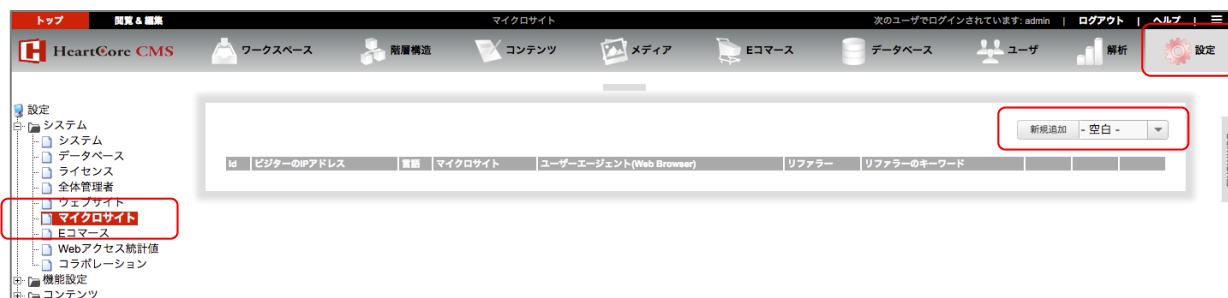 トップ 閲覧 & 編集 マイクロサイト 次のユーザでログインされています: admin | ログアウト | ヘルプ |
HeartCore CMS ワークスペース 階層構造 コンテンツ メディア Eコマース データベース ユーザ 解析 設定
設定
システム
システム
データベース
ライセンス
全体管理者
ウェブサイト
マイクロサイト
Eコマース
Webアクセス統計値
コラボレーション
機能設定
コンテンツ
新規追加 - 空白 -
Id ビジターのIPアドレス 言語 マイクロサイト ユーザーエージェント(Web Browser) リファラー リファラーのキーワード